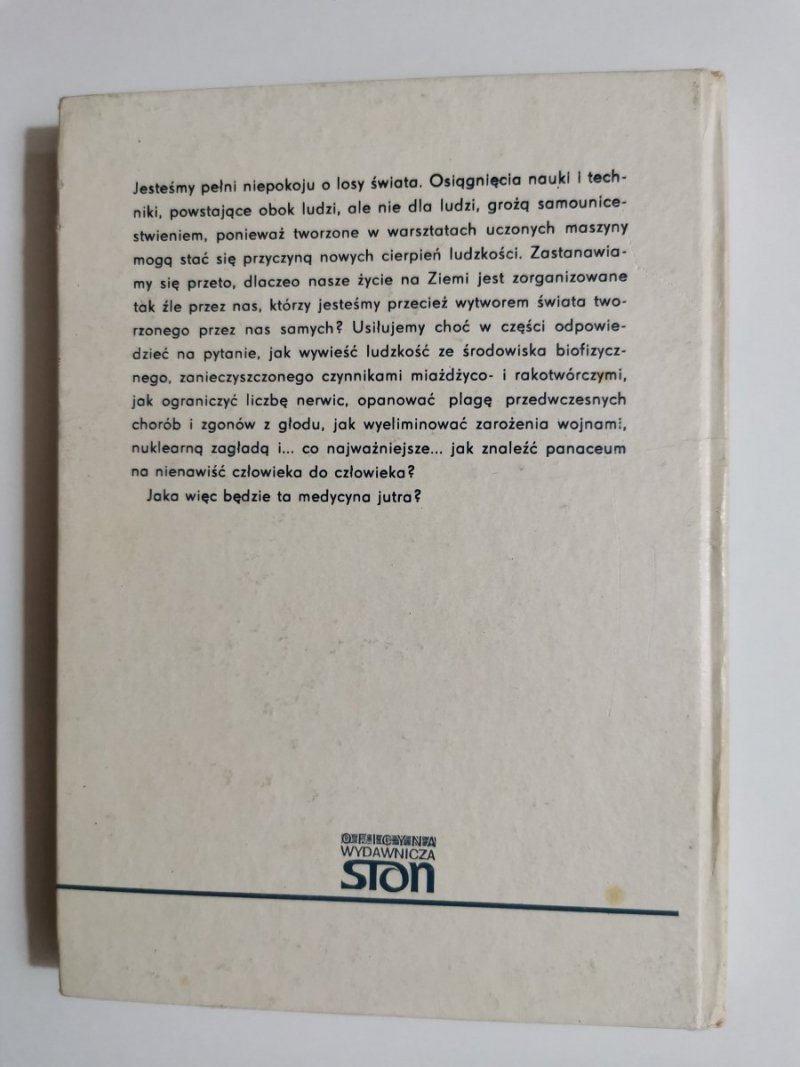 Jesteśmy pełni niepokoju o losy świata. Osiągnięcia nauki i tech-
niki, powstające obok ludzi, ale nie dla ludzi, grożą samounice-
stwieniem, ponieważ tworzone w warsztatach uczonych maszyny
mogą stać się przyczyną nowych cierpień ludzkości. Zastanawia-
my się przeto, dlaczeo nasze życie na Ziemi jest zorganizowane
tak źle przez nas, którzy jesteśmy przecież wytworem świata two-
rzonego przez nas samych? Usiłujemy choć w części odpowie-
dzieć na pytanie, jak wywieść ludzkość ze środowiska biofizycz-
nego, zanieczyszczonego czynnikami miażdżyco- i rakotwórczymi,
jak ograniczyć liczbę nerwic, opanować plagę przedwczesnych
chorób i zgonów z głodu, jak wyeliminować zarożenia wojnami,
nuklearną zagładą i... co najważniejsze... jak znaleźć panaceum
na nienawiść człowieka do człowieka?
Jaka więc będzie ta medycyna jutra?
OFICYNA
WYDAWNICZA
STON